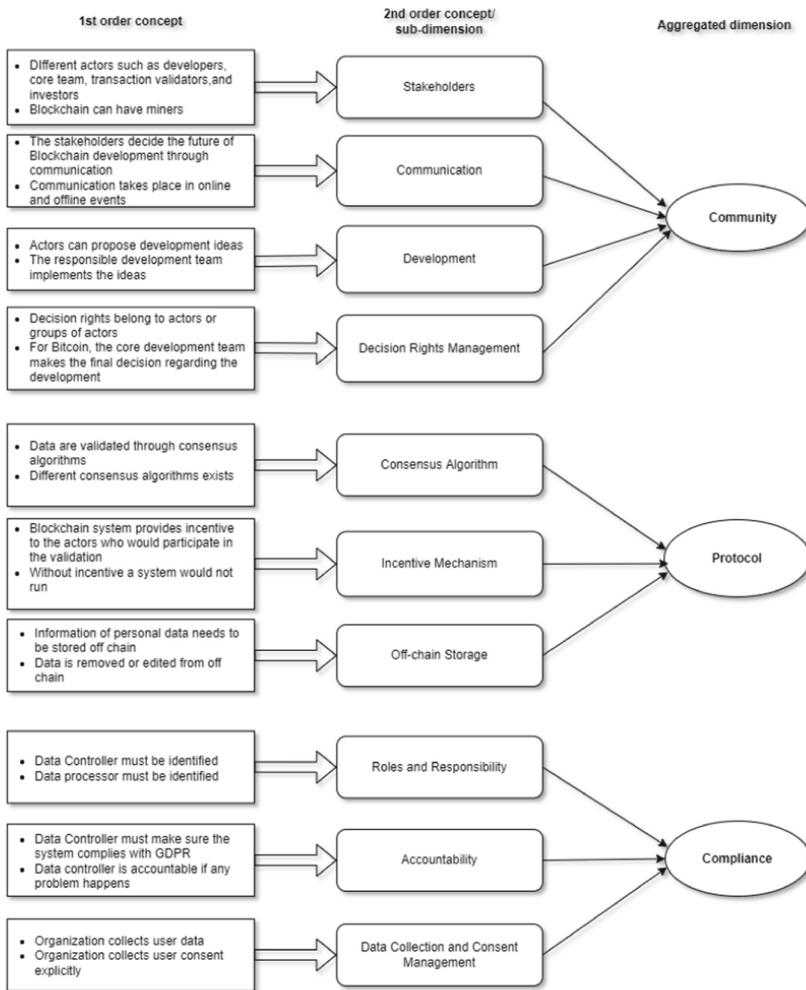 1st order concept
2nd order concept/
sub-dimension
Aggregated dimension
• DIfferent actors such as developers,
core team, transaction validators,and
investors
• Blockchain can have miners
Stakeholders
• The stakeholders decide the future of
Blockchain development through
communication
• Communication takes place in online
and offline events
Communication
Community
• Actors can propose development ideas
• The responsible development team
implements the ideas
Development
• Decision rights belong to actors or
groups of actors
• For Bitcoin, the core development team
makes the final decision regarding the
development
Decision Rights Management
• Data are validated through consensus
algorithms
• Different consensus algorithms exists
Consensus Algorithm
• Blockchain system provides incentive
to the actors who would participate in
the validation
• Without incentive a system would not
run
Incentive Mechanism
Protocol
• Information of personal data needs to
be stored off chain
• Data is removed or edited from off
chain
Off-chain Storage
• Data Controller must be identified
• Data processor must be identified
Roles and Responsibility
• Data Controller must make sure the
system complies with GDPR
• Data controller is accountable if any
problem happens
Accountability
Compliance
• Organization collects user data
• Organization collects user consent
explicitly
Data Collection and Consent
Management